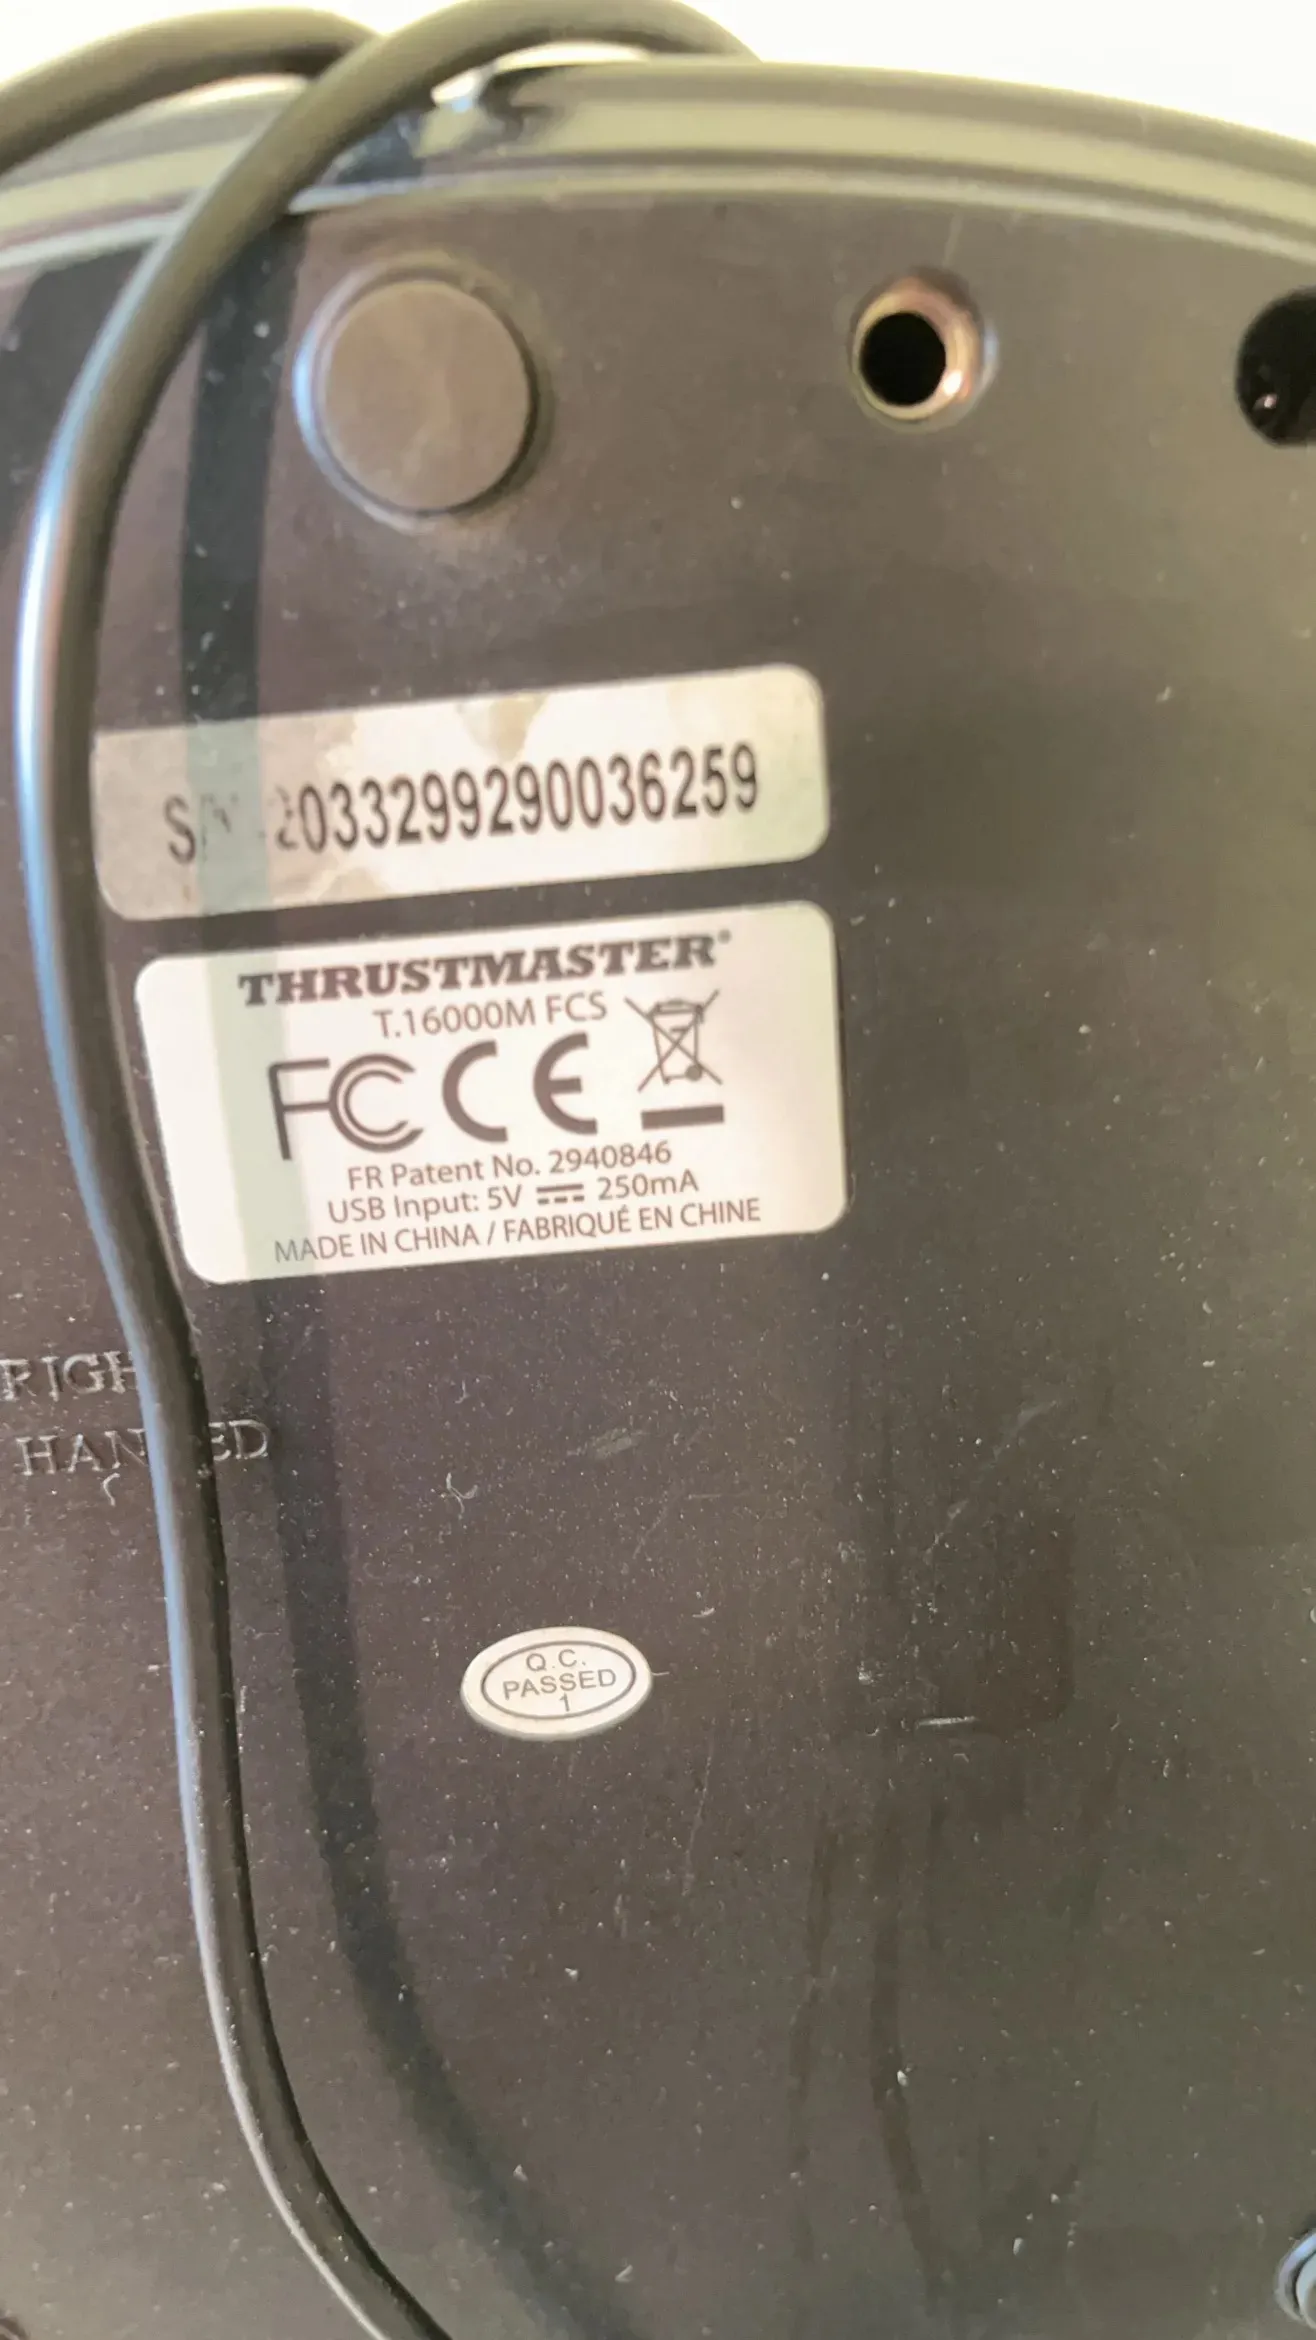 2033299290036259
THRUSTMASTER®
T.16000M FCS
FC CE
FR Patent No. 2940846
USB Input: 5V ⎓ 250mA
MADE IN CHINA / FABRIQUÉ EN CHINE
Q.C.
PASSED
1